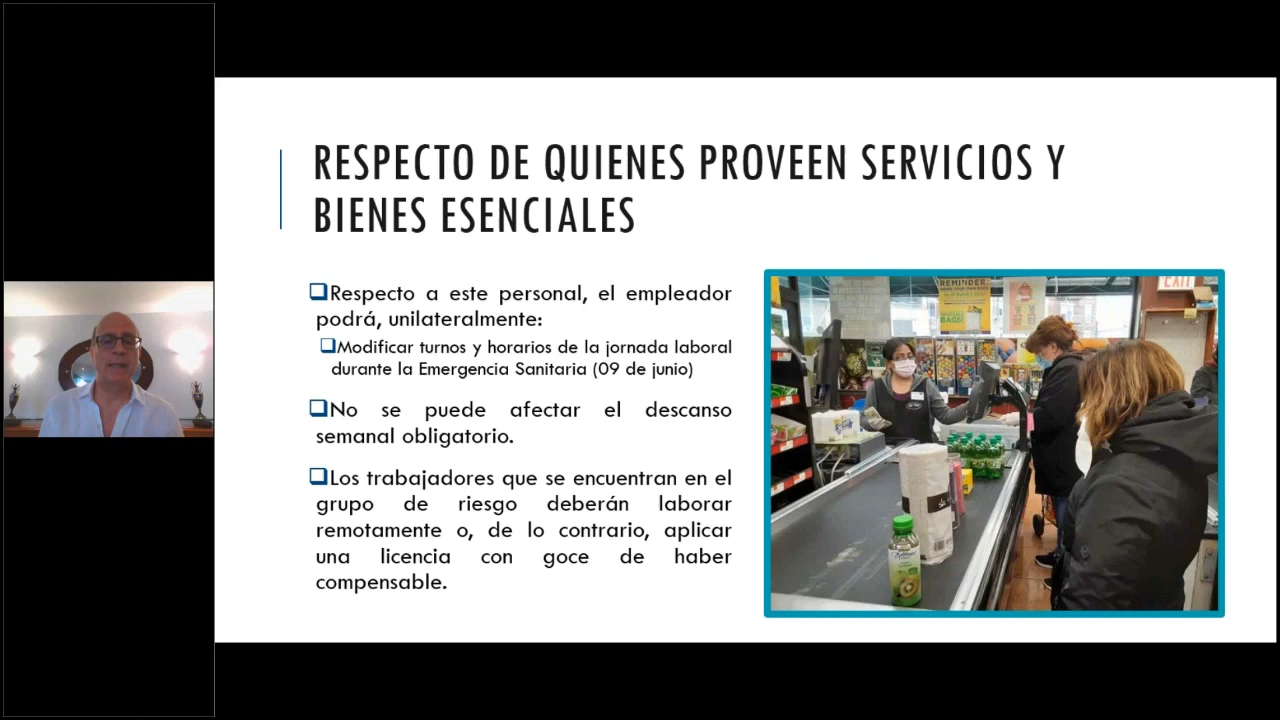 RESPECTO DE QUIENES PROVEEN SERVICIOS Y
BIENES ESENCIALES
❑Respecto a este personal, el empleador
podrá, unilateralmente:
❑Modificar turnos y horarios de la jornada laboral
durante la Emergencia Sanitaria (09 de junio)
❑No se puede afectar el descanso
semanal obligatorio.
❑Los trabajadores que se encuentran en el
grupo de riesgo deberán laborar
remotamente o, de lo contrario, aplicar
una licencia con goce de haber
compensable.
REMINDER:
BAGS!
EXIT